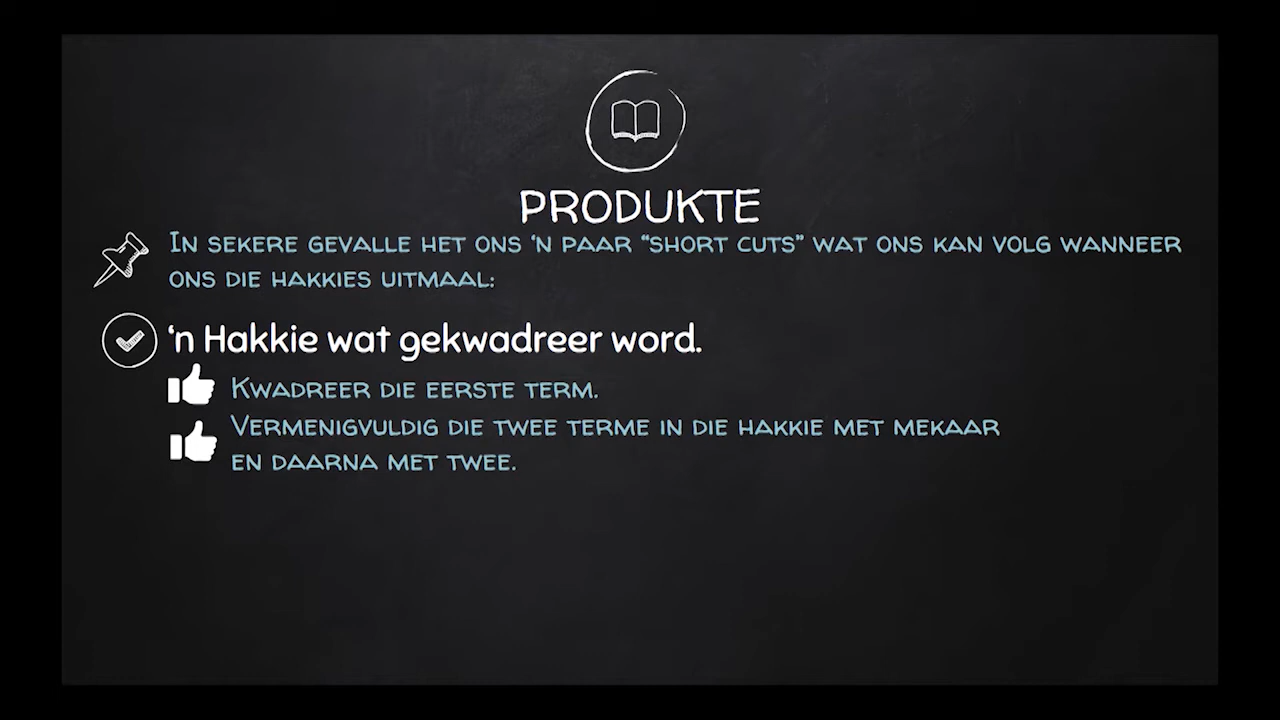 PRODUKTE
IN SEKERE GEVALLE HET ONS ‘N PAAR “SHORT CUTS” WAT ONS KAN VOLG WANNEER
ONS DIE HAKKIES UITMAAL:
‘n Hakkie wat gekwadreer word.
KWADREER DIE EERSTE TERM.
VERMENIGVULDIG DIE TWEE TERME IN DIE HAKKIE MET MEKAAR
EN DAARNA MET TWEE.